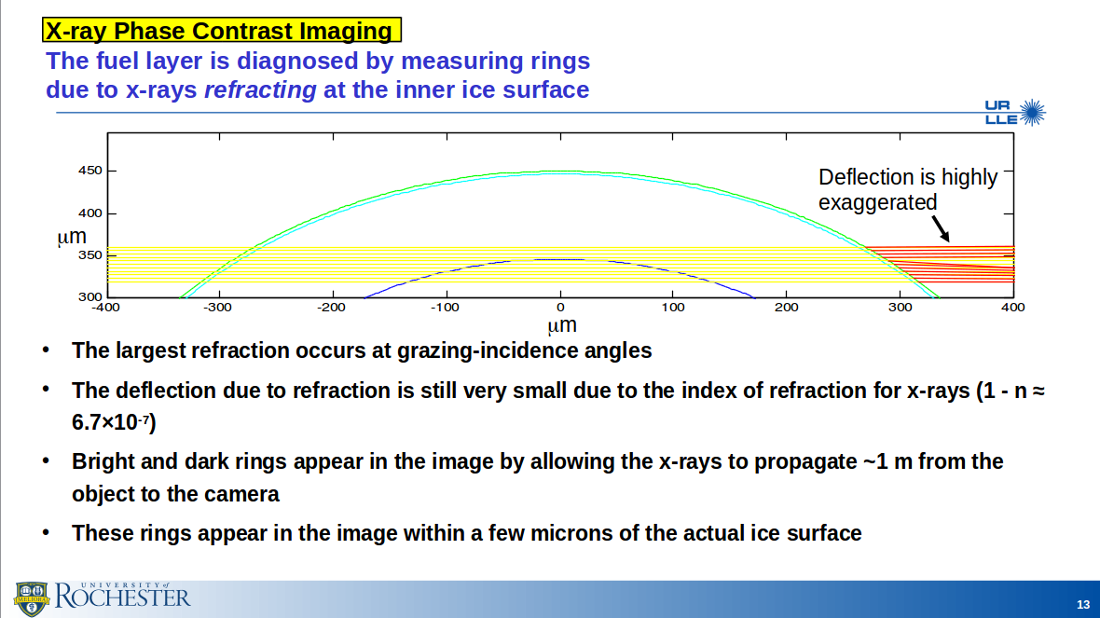 X-ray Phase Contrast Imaging
The fuel layer is diagnosed by measuring rings
due to x-rays refracting at the inner ice surface
UR
LLE
450
400
350
300
μm
Deflection is highly
exaggerated
-400 -300 -200 -100 0 100 200 300 400
μm
• The largest refraction occurs at grazing-incidence angles
• The deflection due to refraction is still very small due to the index of refraction for x-rays (1 - n ≈
6.7×10-7)
• Bright and dark rings appear in the image by allowing the x-rays to propagate ~1 m from the
object to the camera
• These rings appear in the image within a few microns of the actual ice surface
MELIORA
UNIVERSITY of
ROCHESTER
13